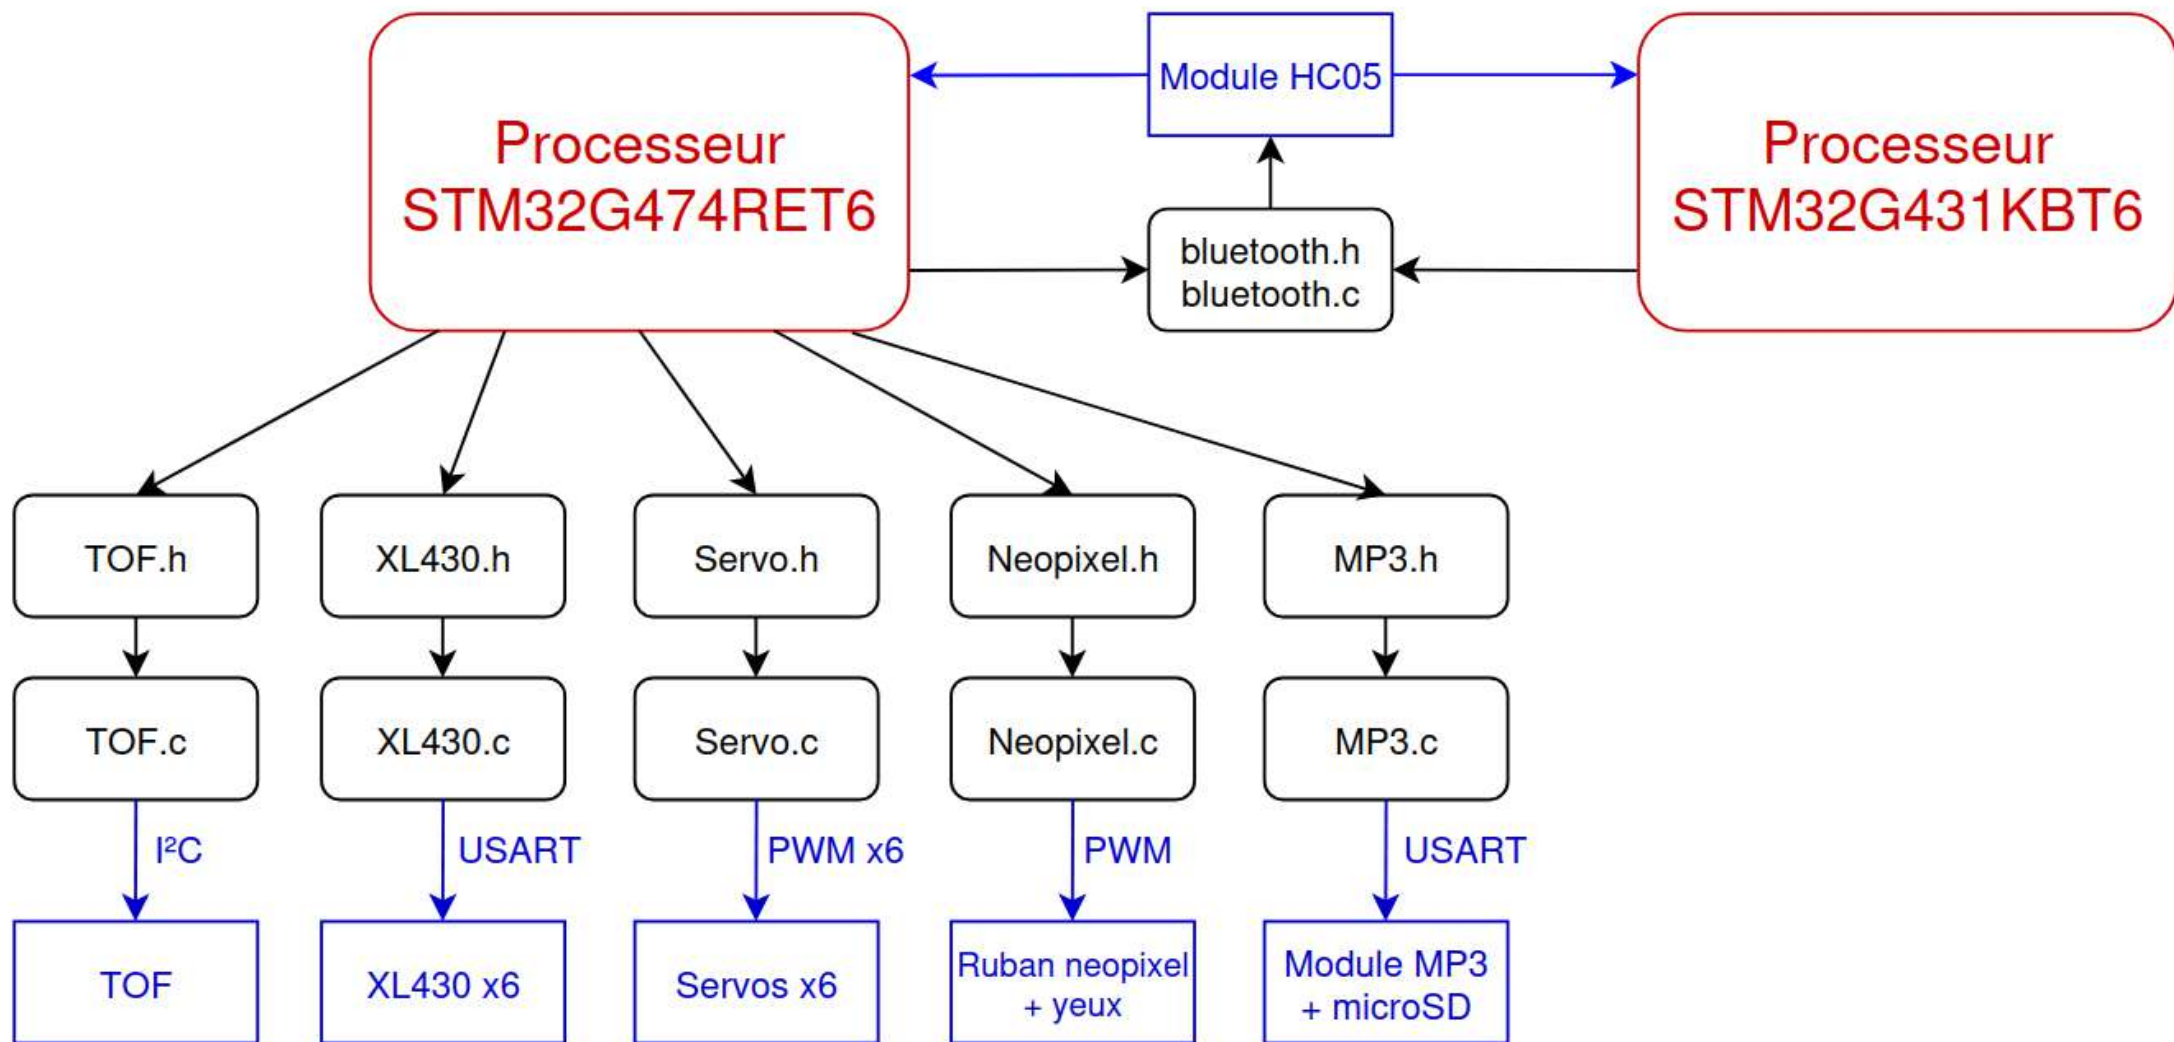 Processeur
STM32G474RET6
Module HC05
Processeur
STM32G431KBT6
bluetooth.h
bluetooth.c
TOF.h
XL430.h
Servo.h
Neopixel.h
MP3.h
TOF.c
XL430.c
Servo.c
Neopixel.c
MP3.c
I²C
USART
PWM x6
PWM
USART
TOF
XL430 x6
Servos x6
Ruban neopixel
+ yeux
Module MP3
+ microSD